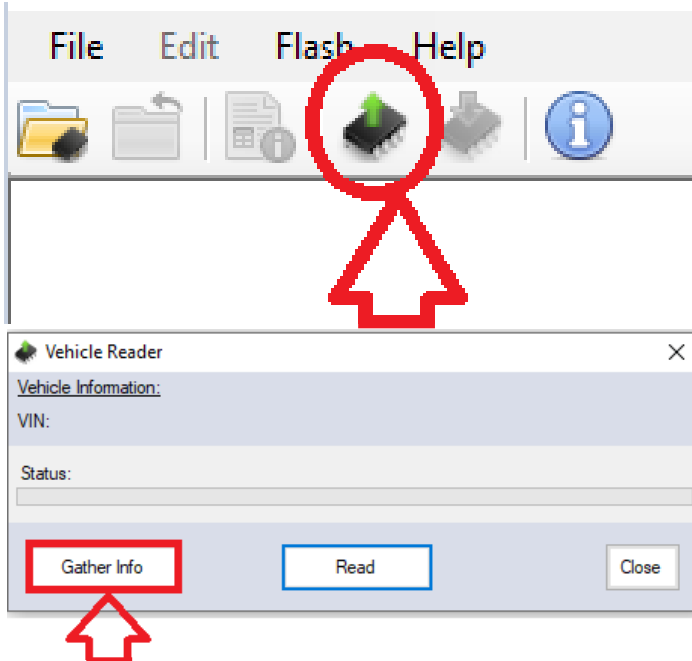 File Edit Flash Help
Vehicle Reader
Vehicle Information:
VIN:
Status:
Gather Info Read Close